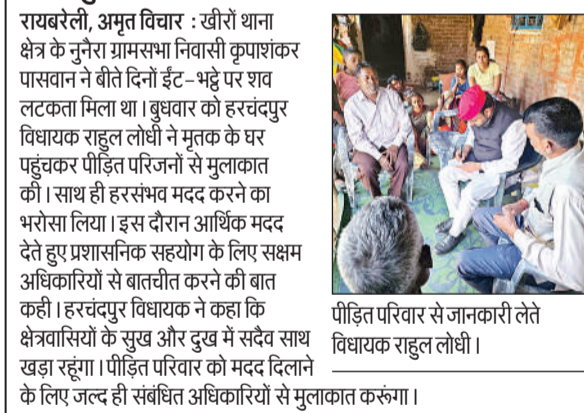 रायबरेली, अमृत विचार : खीरों थाना
क्षेत्र के नुनैरा ग्रामसभा निवासी कृपाशंकर
पासवान ने बीते दिनों ईंट-भट्ठे पर शव
लटकता मिला था। बुधवार को हरचंदपुर
विधायक राहुल लोधी ने मृतक के घर
पहुंचकर पीड़ित परिजनों से मुलाकात
की। साथ ही हरसंभव मदद करने का
भरोसा लिया। इस दौरान आर्थिक मदद
देते हुए प्रशासनिक सहयोग के लिए सक्षम
अधिकारियों से बातचीत करने की बात
कही। हरचंदपुर विधायक ने कहा कि
क्षेत्रवासियों के सुख और दुख में सदैव साथ
खड़ा रहूंगा। पीड़ित परिवार को मदद दिलाने
के लिए जल्द ही संबंधित अधिकारियों से मुलाकात करूंगा।
पीड़ित परिवार से जानकारी लेते
विधायक राहुल लोधी।